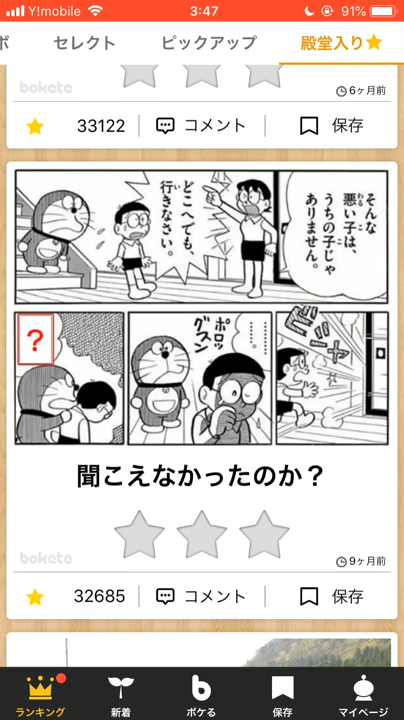 Y!mobile 3:47 91%
ボ セレクト ピックアップ 殿堂入り
bokete 6ヶ月前
33122 コメント 保存
そんな
悪い子は、
うちの子じゃ
ありません。
どこへでも、
行きなさい。
?
………
………。
ポロッ
グスン
ピシャ
聞こえなかったのか?
bokete 9ヶ月前
32685 コメント 保存
ランキング 新着 ボケる 保存 マイページ